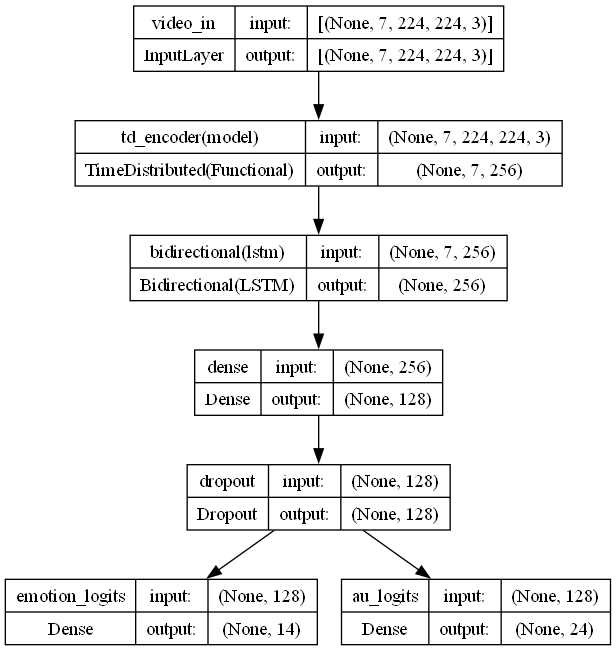 video_in input: [(None, 7, 224, 224, 3)]
InputLayer output: [(None, 7, 224, 224, 3)]
td_encoder(model) input: (None, 7, 224, 224, 3)
TimeDistributed(Functional) output: (None, 7, 256)
bidirectional(lstm) input: (None, 7, 256)
Bidirectional(LSTM) output: (None, 256)
dense input: (None, 256)
Dense output: (None, 128)
dropout input: (None, 128)
Dropout output: (None, 128)
emotion_logits input: (None, 128)
Dense output: (None, 14)
au_logits input: (None, 128)
Dense output: (None, 24)